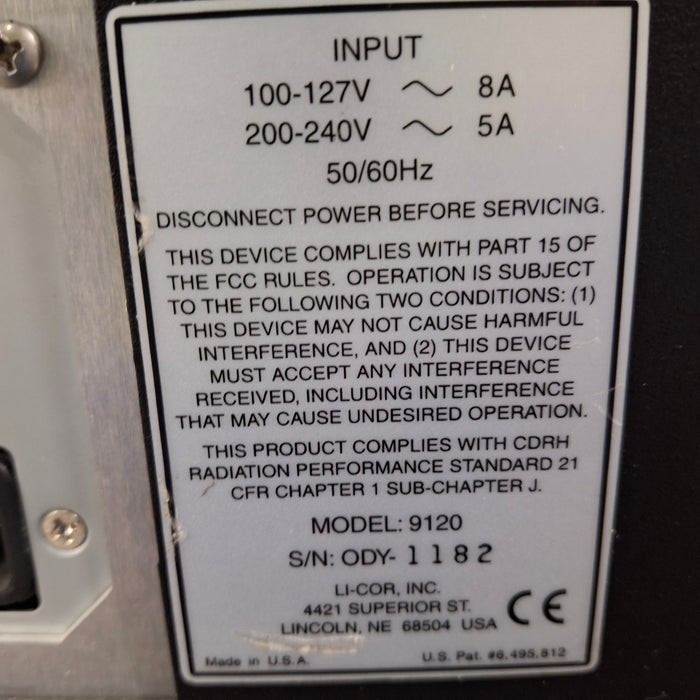 INPUT
100-127V ~ 8A
200-240V ~ 5A
50/60Hz
DISCONNECT POWER BEFORE SERVICING.
THIS DEVICE COMPLIES WITH PART 15 OF
THE FCC RULES. OPERATION IS SUBJECT
TO THE FOLLOWING TWO CONDITIONS: (1)
THIS DEVICE MAY NOT CAUSE HARMFUL
INTERFERENCE, AND (2) THIS DEVICE
MUST ACCEPT ANY INTERFERENCE
RECEIVED, INCLUDING INTERFERENCE
THAT MAY CAUSE UNDESIRED OPERATION.
THIS PRODUCT COMPLIES WITH CDRH
RADIATION PERFORMANCE STANDARD 21
CFR CHAPTER 1 SUB-CHAPTER J.
MODEL: 9120
S/N: ODY- 1182
LI-COR, INC.
4421 SUPERIOR ST.
LINCOLN, NE 68504 USA
CE
Made in U.S.A.
U.S. Pat. #6,495,812